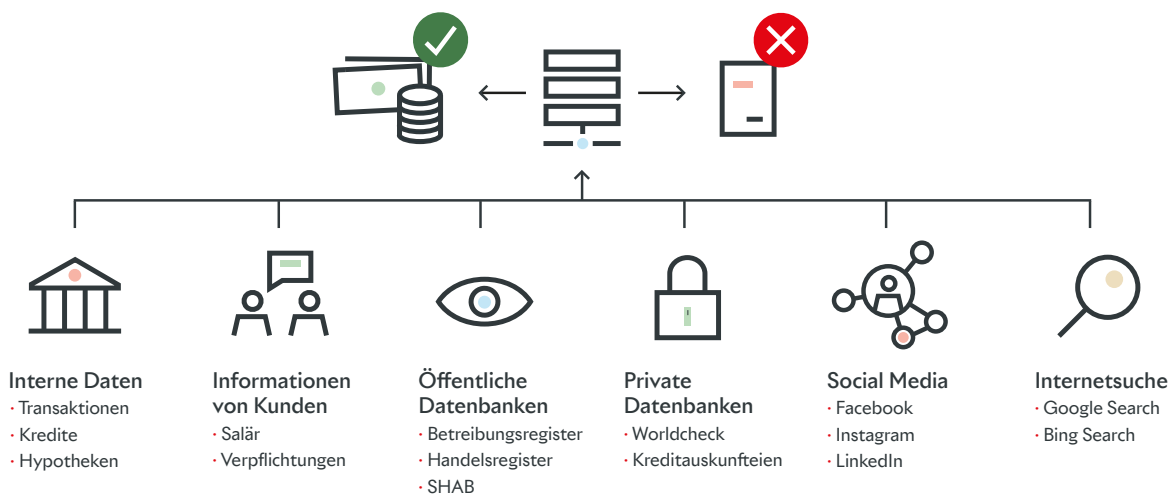 Interne Daten
· Transaktionen
· Kredite
· Hypotheken
Informationen
von Kunden
· Salär
· Verpflichtungen
Öffentliche
Datenbanken
· Betreibungsregister
· Handelsregister
· SHAB
Private
Datenbanken
· Worldcheck
· Kreditauskunfteien
Social Media
· Facebook
· Instagram
· LinkedIn
Internetsuche
· Google Search
· Bing Search